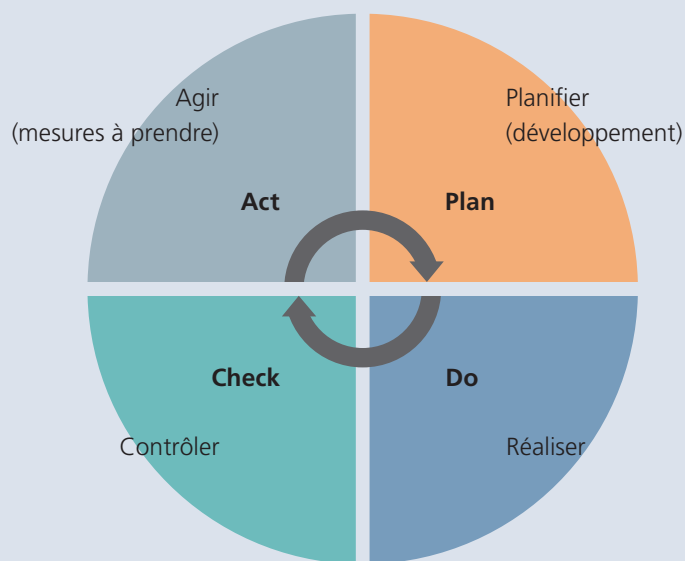 Agir
(mesures à prendre)
Act
Planifier
(développement)
Plan
Check
Contrôler
Do
Réaliser